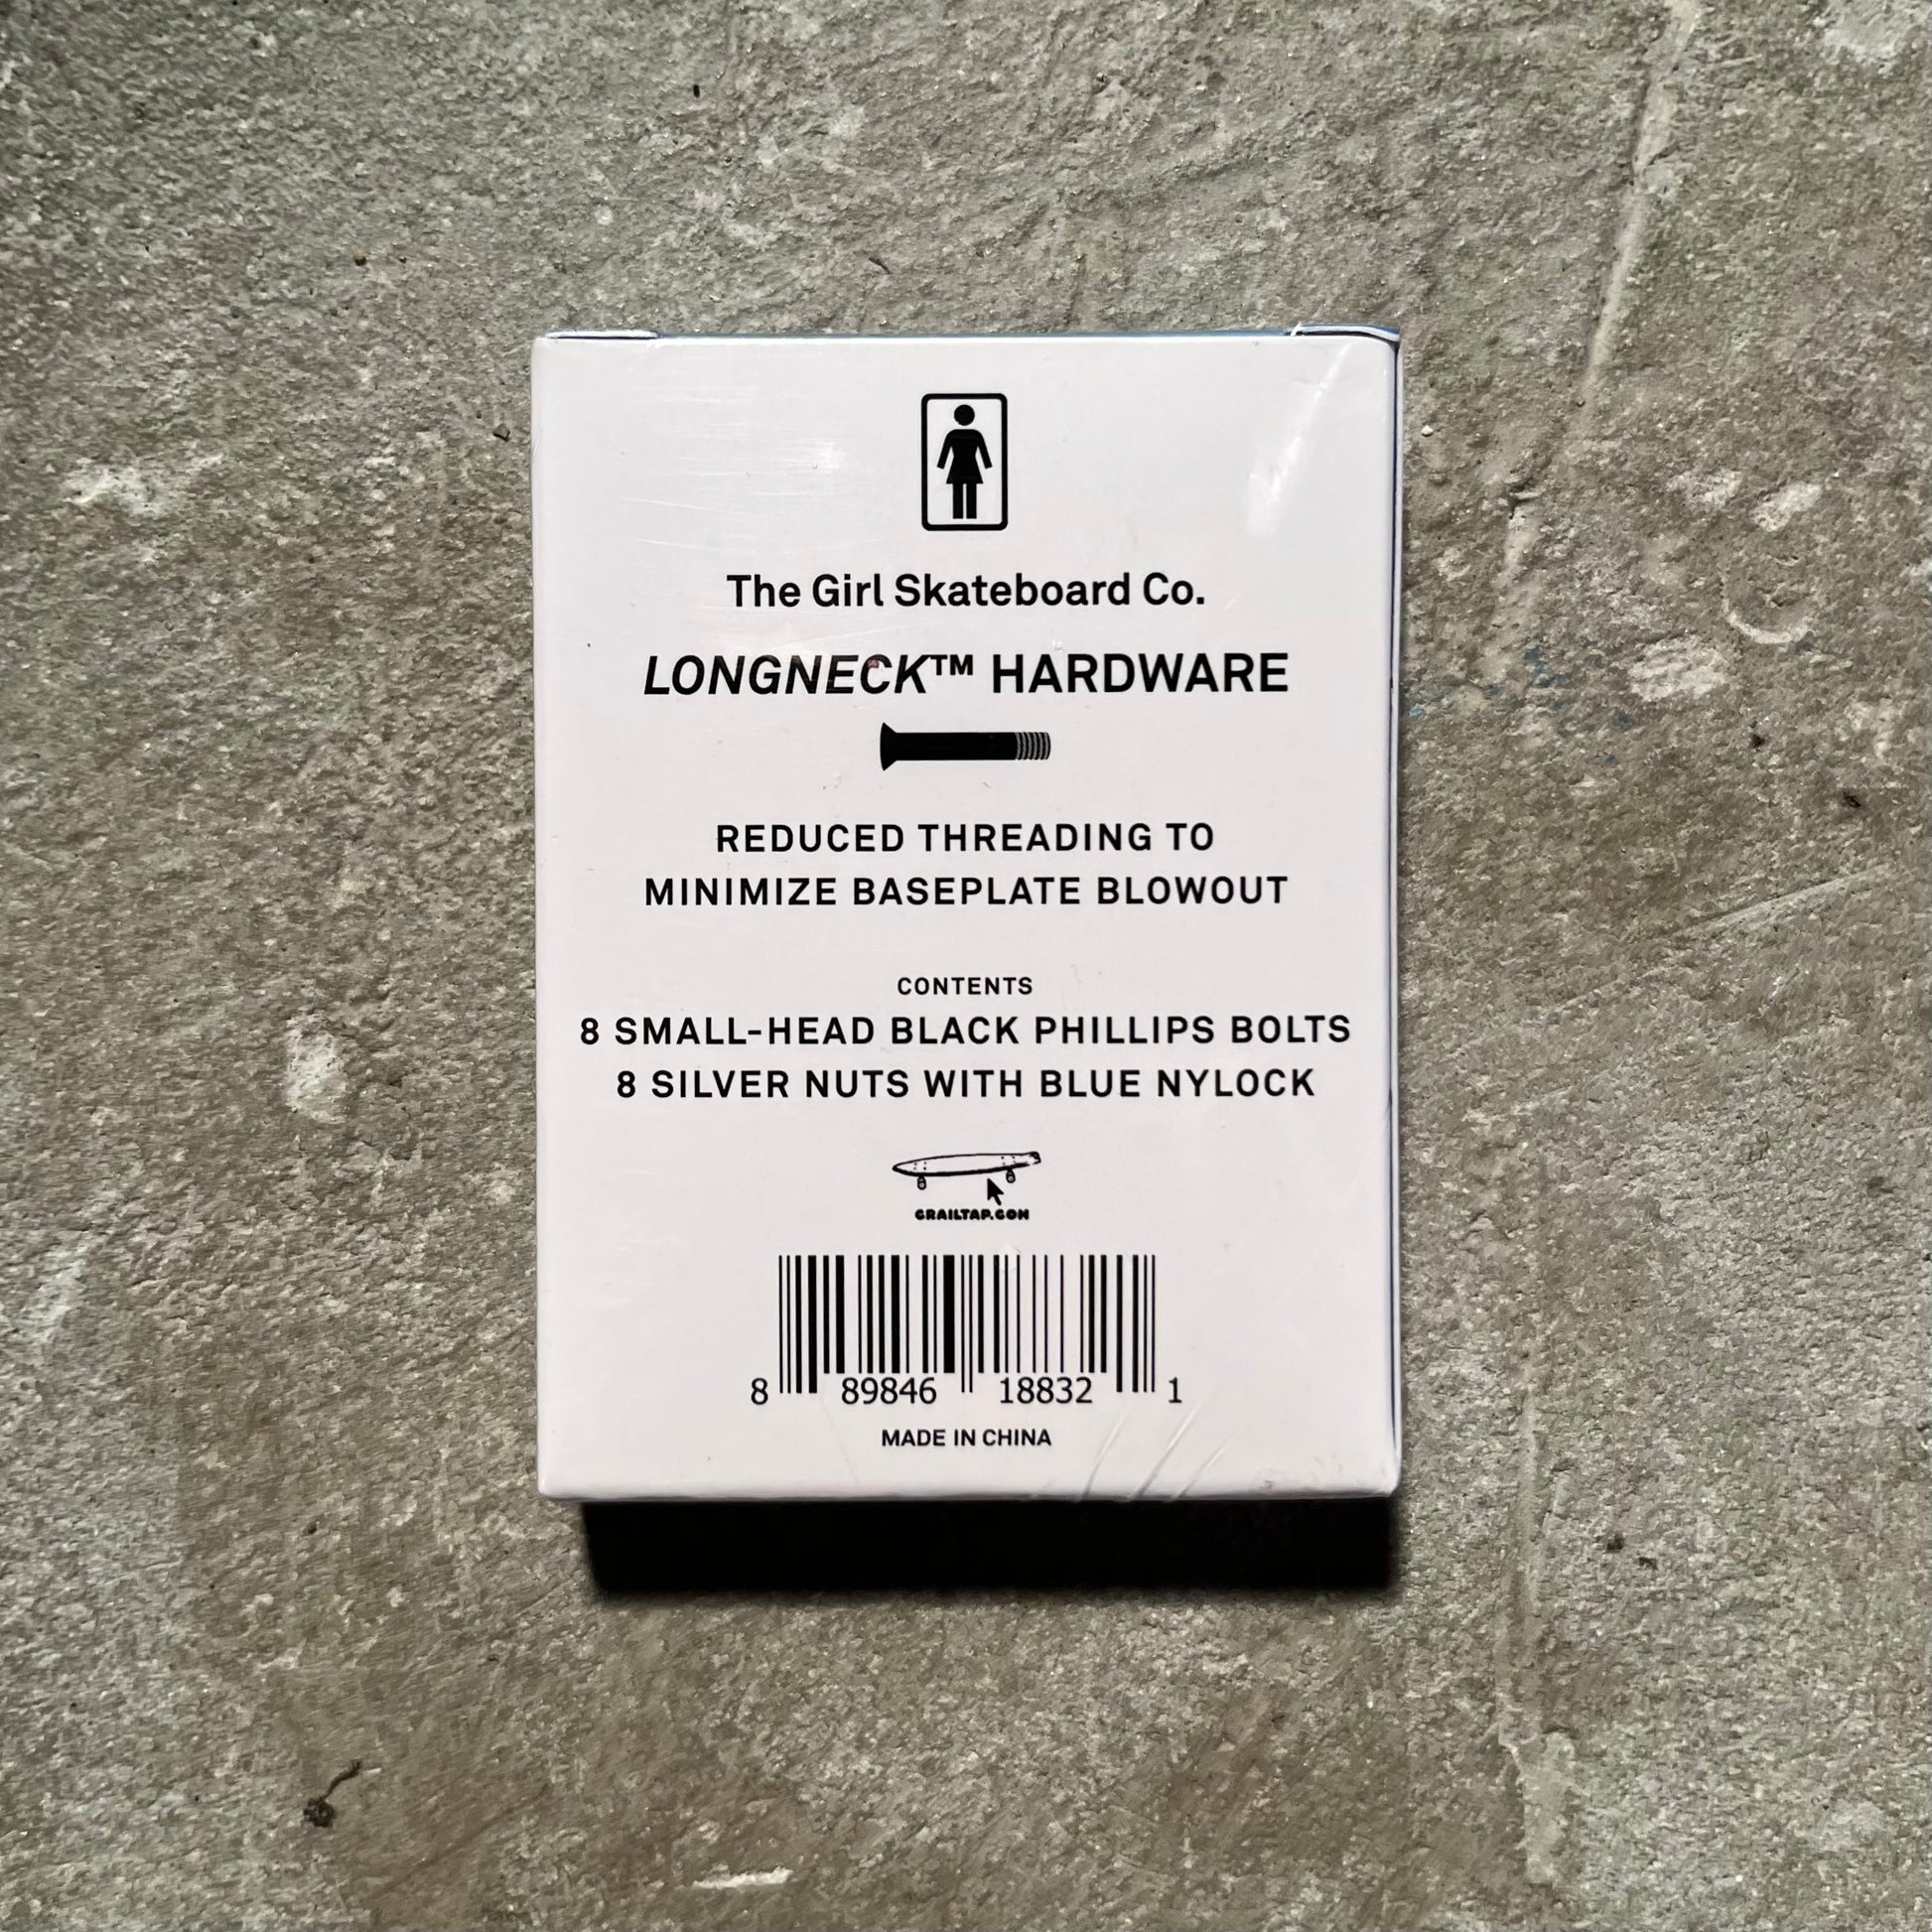 The Girl Skateboard Co.
LONGNECK™ HARDWARE
REDUCED THREADING TO
MINIMIZE BASEPLATE BLOWOUT
CONTENTS
8 SMALL-HEAD BLACK PHILLIPS BOLTS
8 SILVER NUTS WITH BLUE NYLOCK
CRAILTAP.COM
8 89846 18832 1
MADE IN CHINA